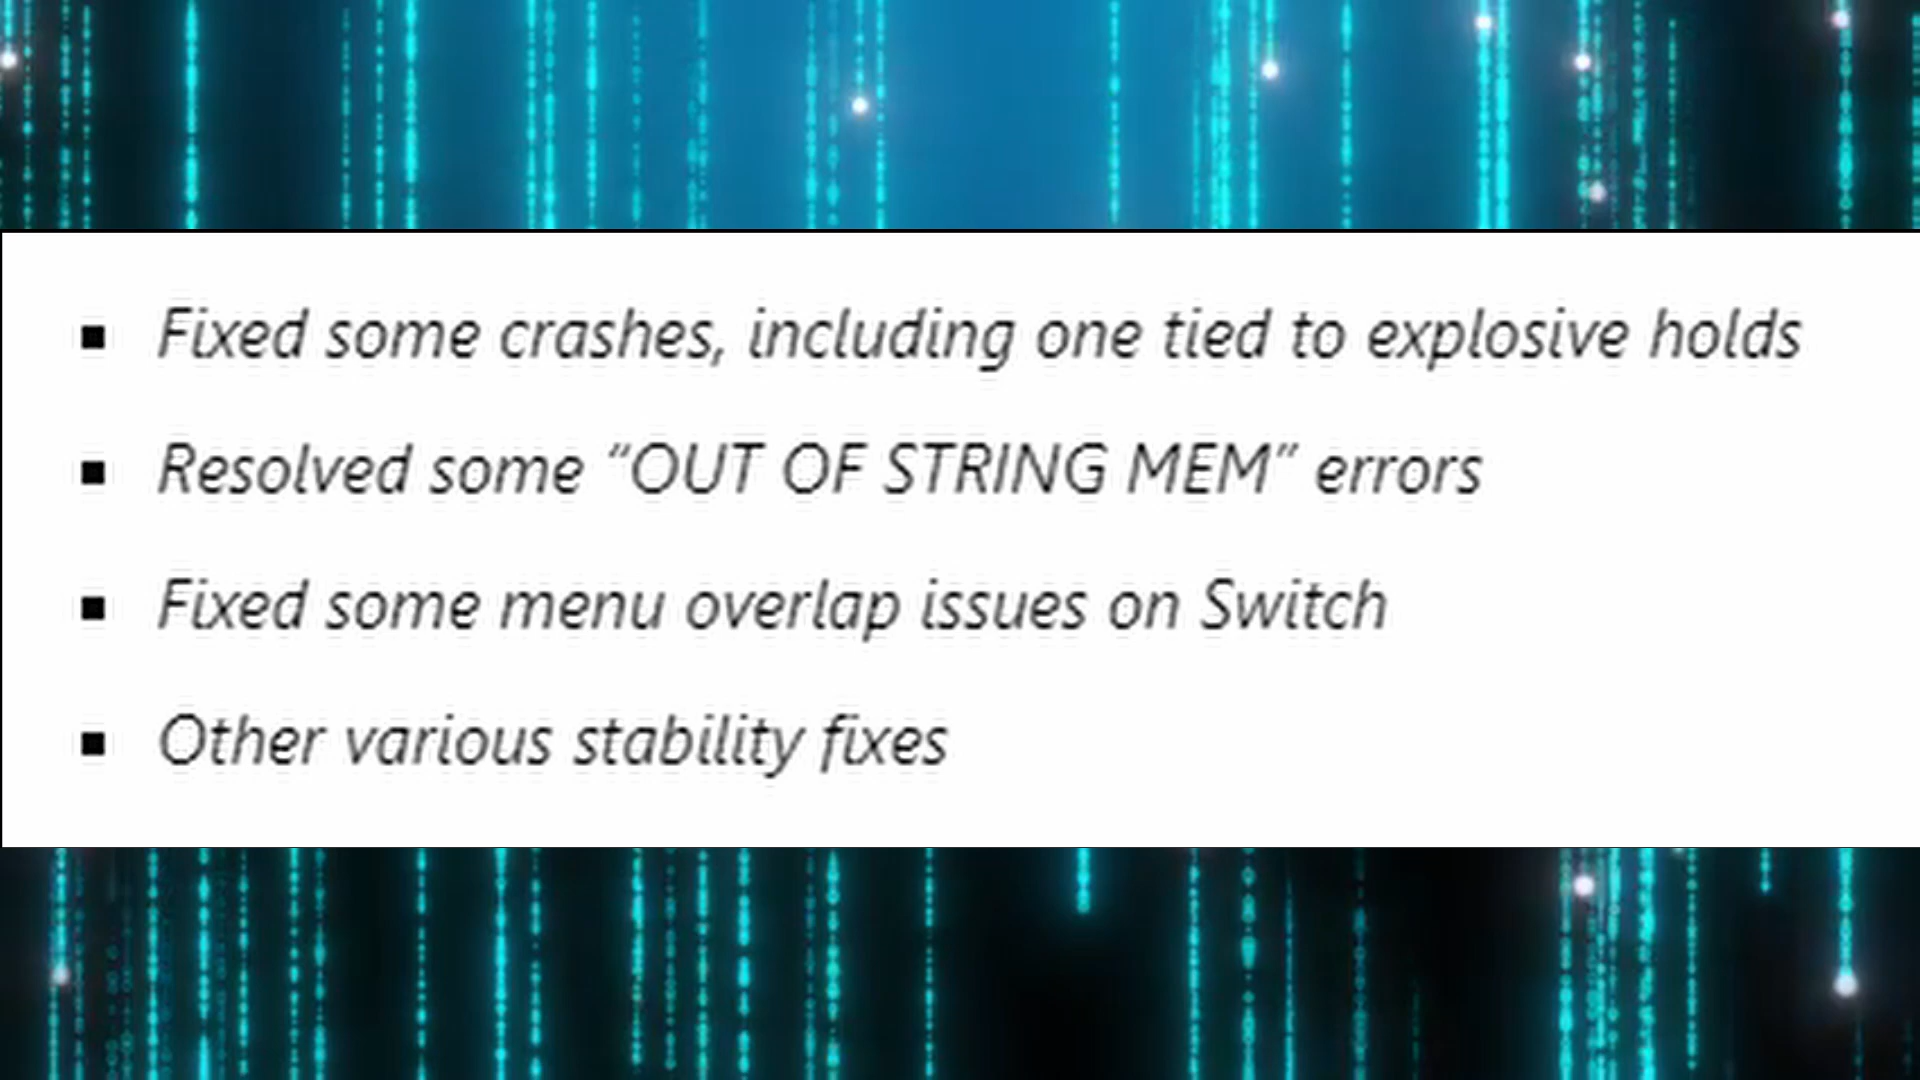 ▪ Fixed some crashes, including one tied to explosive holds
▪ Resolved some “OUT OF STRING MEM” errors
▪ Fixed some menu overlap issues on Switch
▪ Other various stability fixes